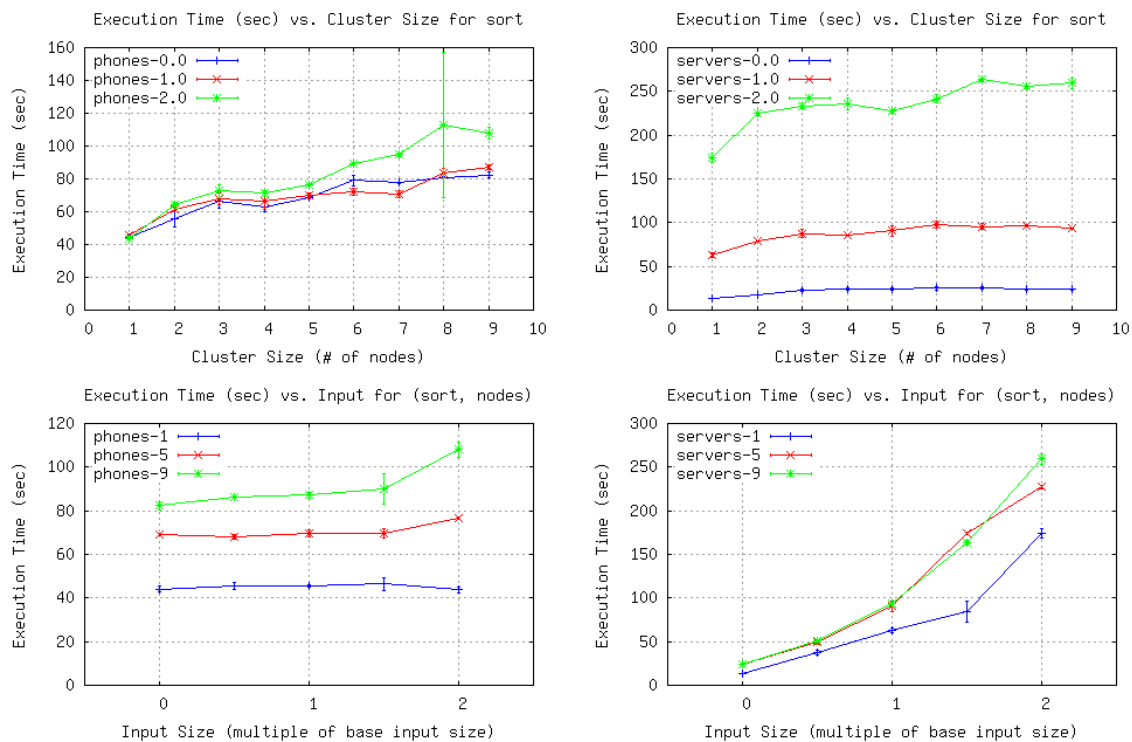 Execution Time (sec) vs. Cluster Size for sort
Execution Time (sec)
160
140
120
100
80
60
40
20
0
phones-0.0
phones-1.0
phones-2.0
0 1 2 3 4 5 6 7 8 9 10
Cluster Size (# of nodes)
Execution Time (sec) vs. Cluster Size for sort
Execution Time (sec)
300
250
200
150
100
50
0
servers-0.0
servers-1.0
servers-2.0
0 1 2 3 4 5 6 7 8 9 10
Cluster Size (# of nodes)
Execution Time (sec) vs. Input for (sort, nodes)
Execution Time (sec)
120
100
80
60
40
20
0
phones-1
phones-5
phones-9
0 1 2
Input Size (multiple of base input size)
Execution Time (sec) vs. Input for (sort, nodes)
Execution Time (sec)
300
250
200
150
100
50
0
servers-1
servers-5
servers-9
0 1 2
Input Size (multiple of base input size)